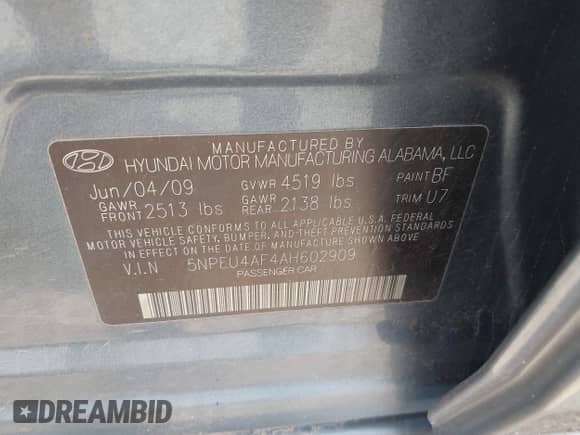 MANUFACTURED BY
HYUNDAI MOTOR MANUFACTURING ALABAMA, LLC
Jun/04/09 GVWR 4519 lbs PAINT BF
GAWR FRONT 2513 lbs GAWR REAR 2138 lbs TRIM U7
THIS VEHICLE CONFORMS TO ALL APPLICABLE U.S.A. FEDERAL
MOTOR VEHICLE SAFETY, BUMPER, AND THEFT PREVENTION
STANDARDS IN EFFECT ON THE DATE OF MANUFACTURE SHOWN ABOVE.
V.I.N 5NPEU4AF4AH602909
PASSENGER CAR
DREAMBID